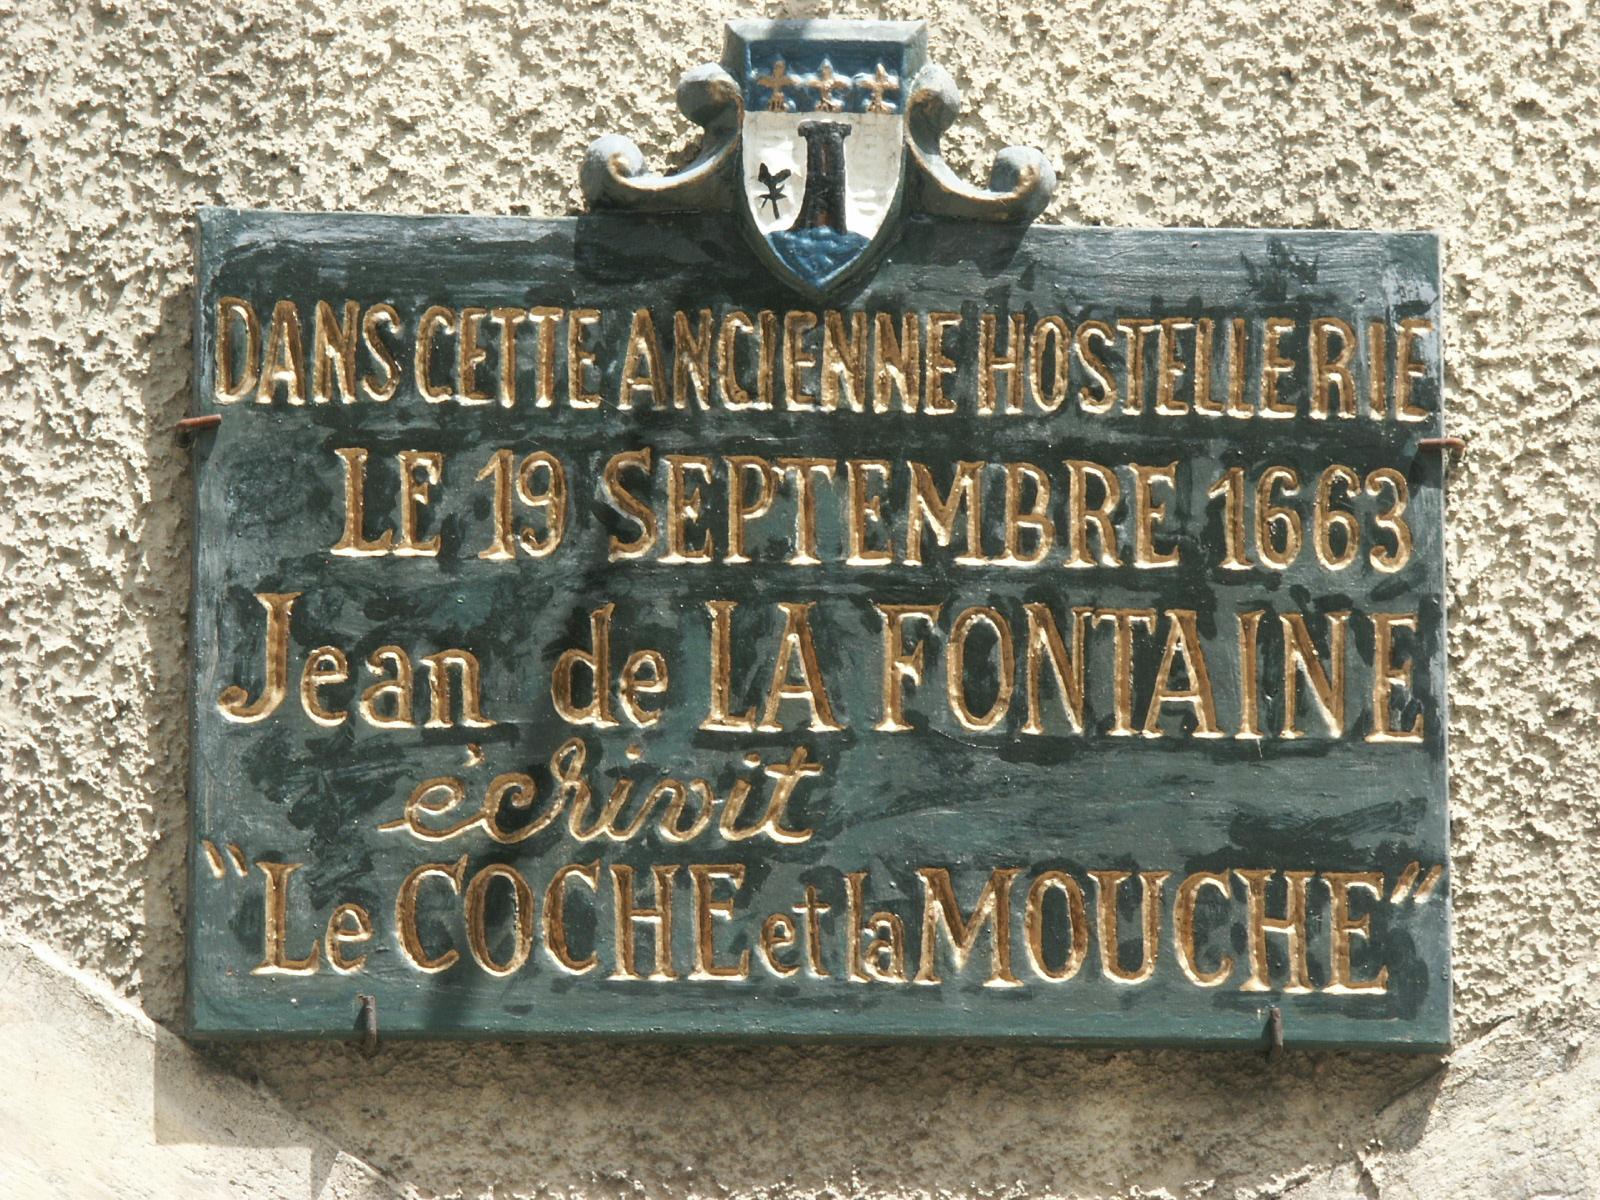 DANS CETTE ANCIENNE HOSTELLERIE
LE 19 SEPTEMBRE 1663
Jean de LA FONTAINE
écrivit
"Le COCHE et la MOUCHE"